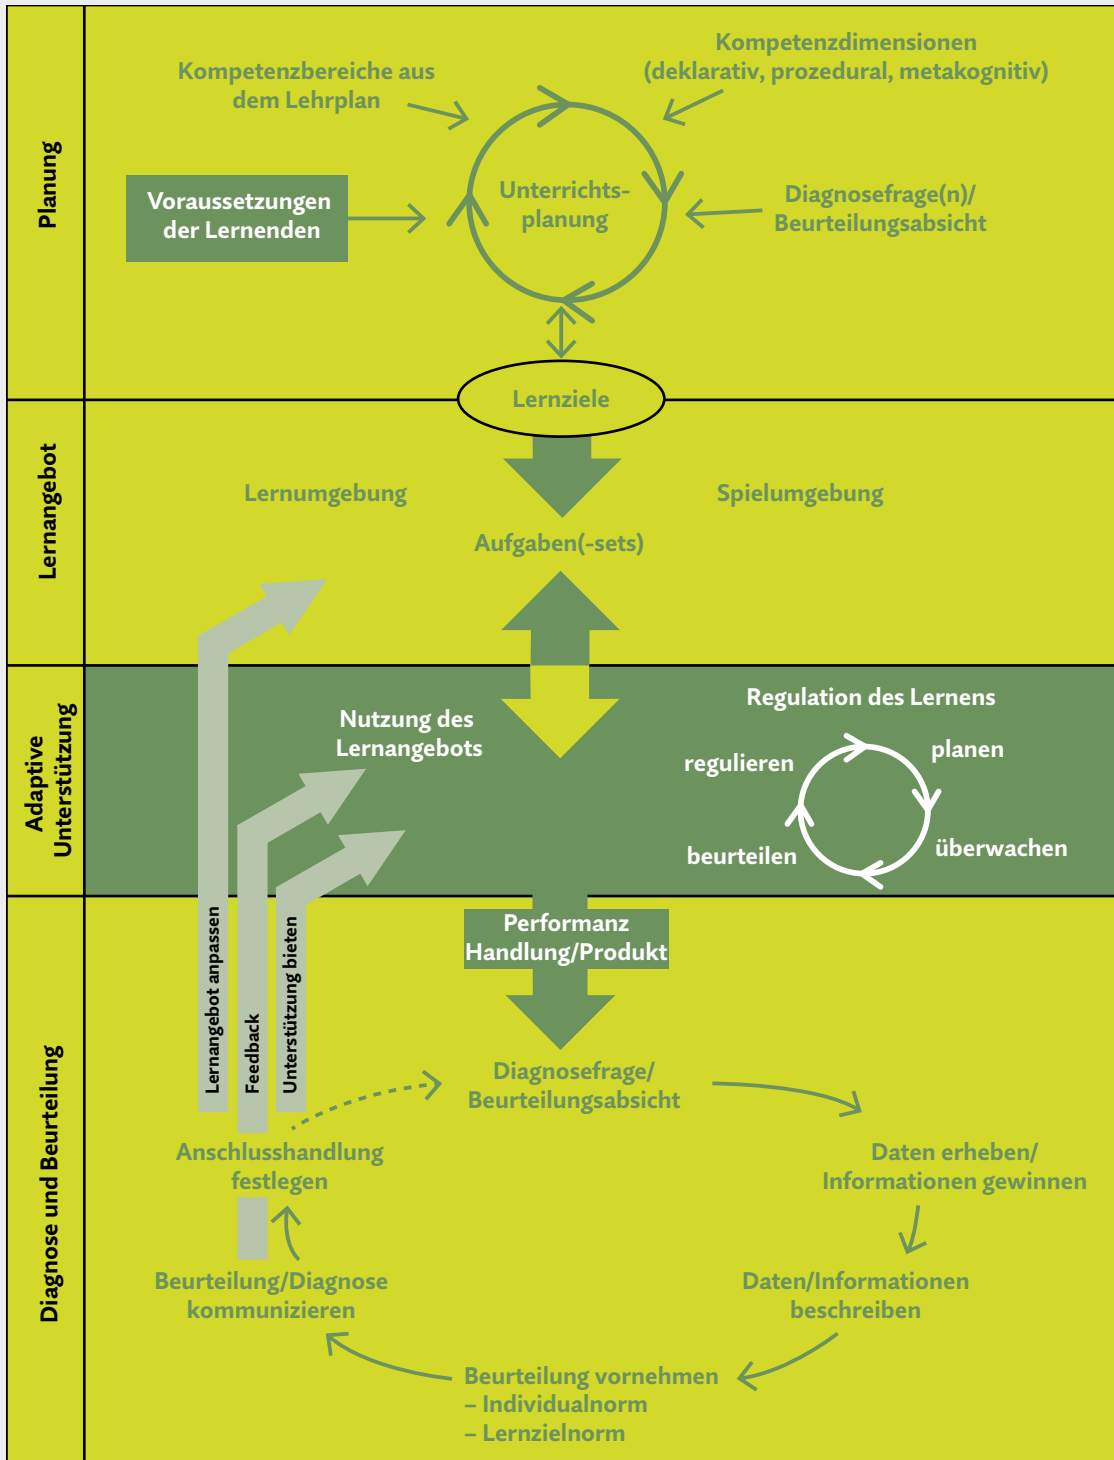 Planung
Kompetenzbereiche aus
dem Lehrplan
Kompetenzdimensionen
(deklarativ, prozedural, metakognitiv)
Voraussetzungen
der Lernenden
Unterrichts-
planung
Diagnosefrage(n)/
Beurteilungsabsicht
Lernziele
Lernangebot
Lernumgebung
Spielumgebung
Aufgaben(-sets)
Adaptive
Unterstützung
Nutzung des
Lernangebots
Regulation des Lernens
regulieren
planen
beurteilen
überwachen
Diagnose und Beurteilung
Lernangebot anpassen
Feedback
Unterstützung bieten
Performanz
Handlung/Produkt
Diagnosefrage/
Beurteilungsabsicht
Anschlusshandlung
festlegen
Daten erheben/
Informationen gewinnen
Beurteilung/Diagnose
kommunizieren
Daten/Informationen
beschreiben
Beurteilung vornehmen
– Individualnorm
– Lernzielnorm